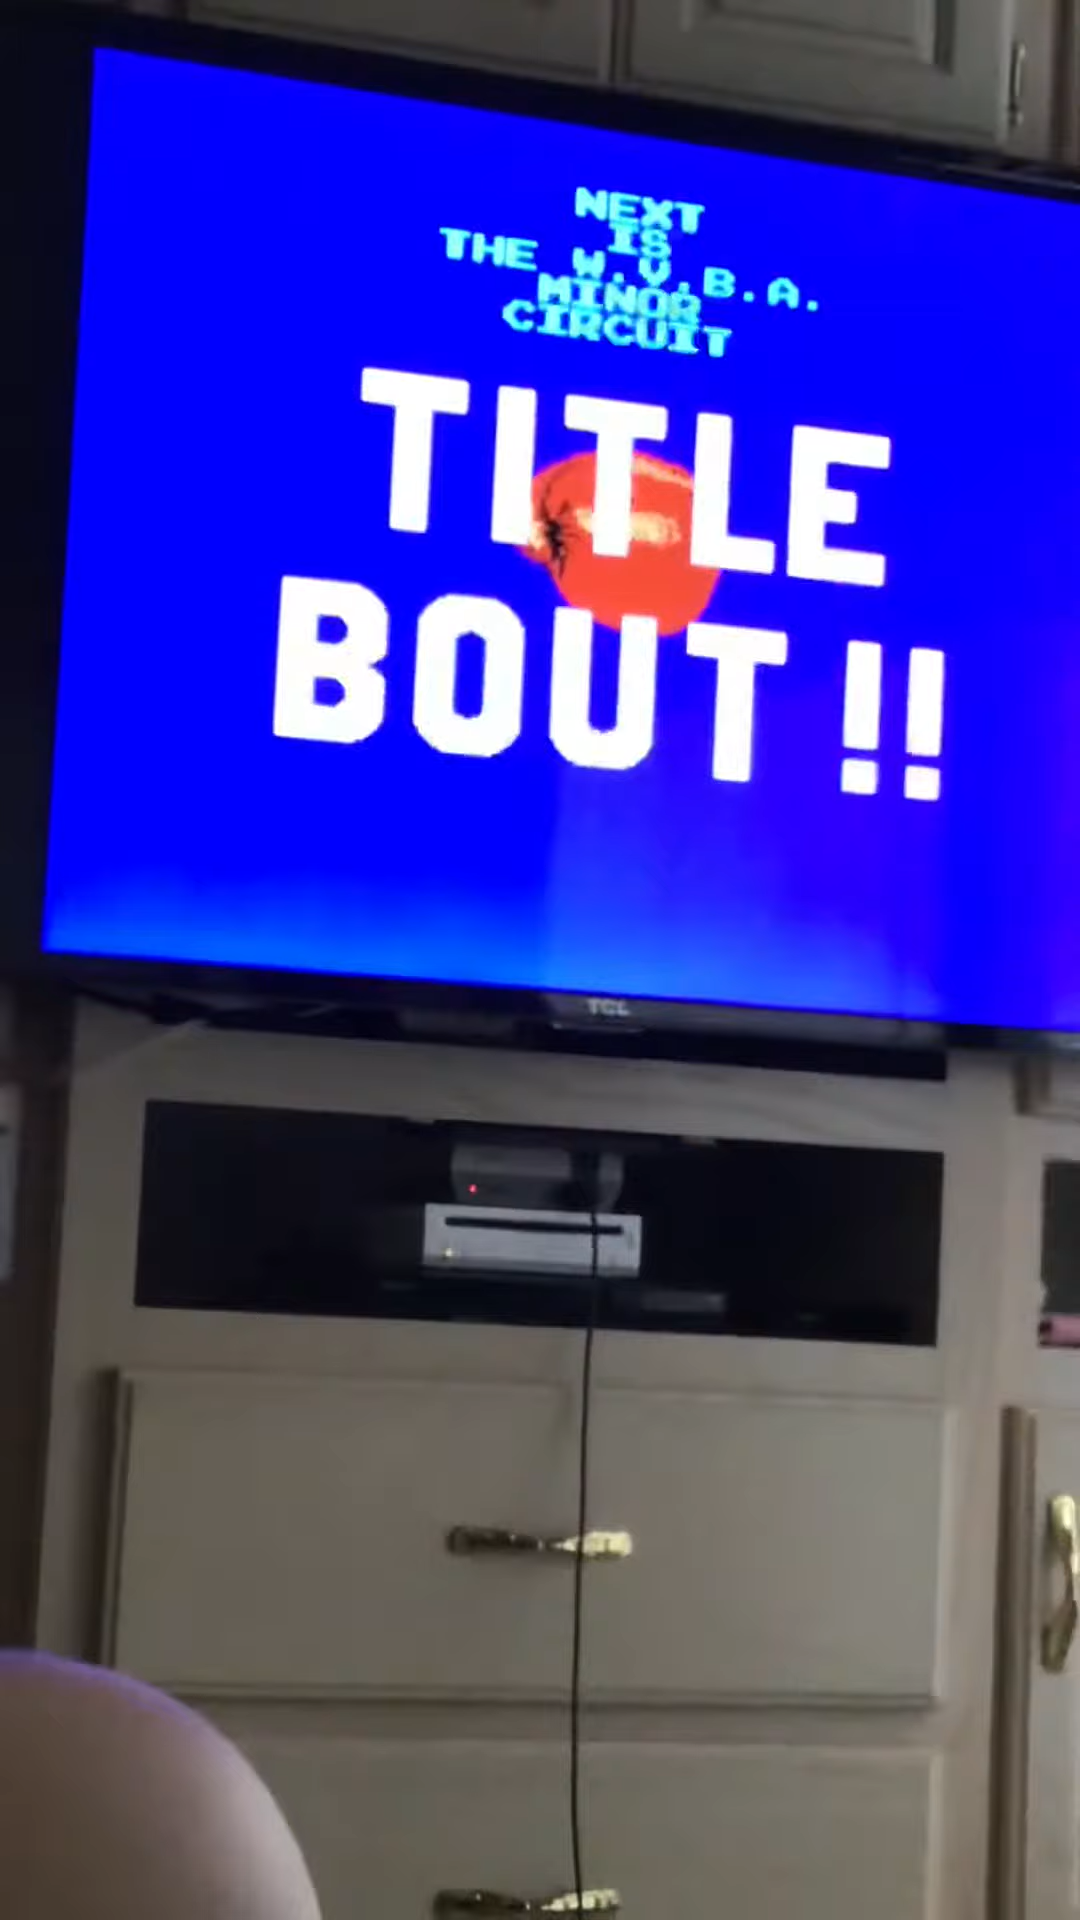 NEXT
IS
THE W.V.B.A.
MINOR
CIRCUIT
TITLE
BOUT!!
TCL